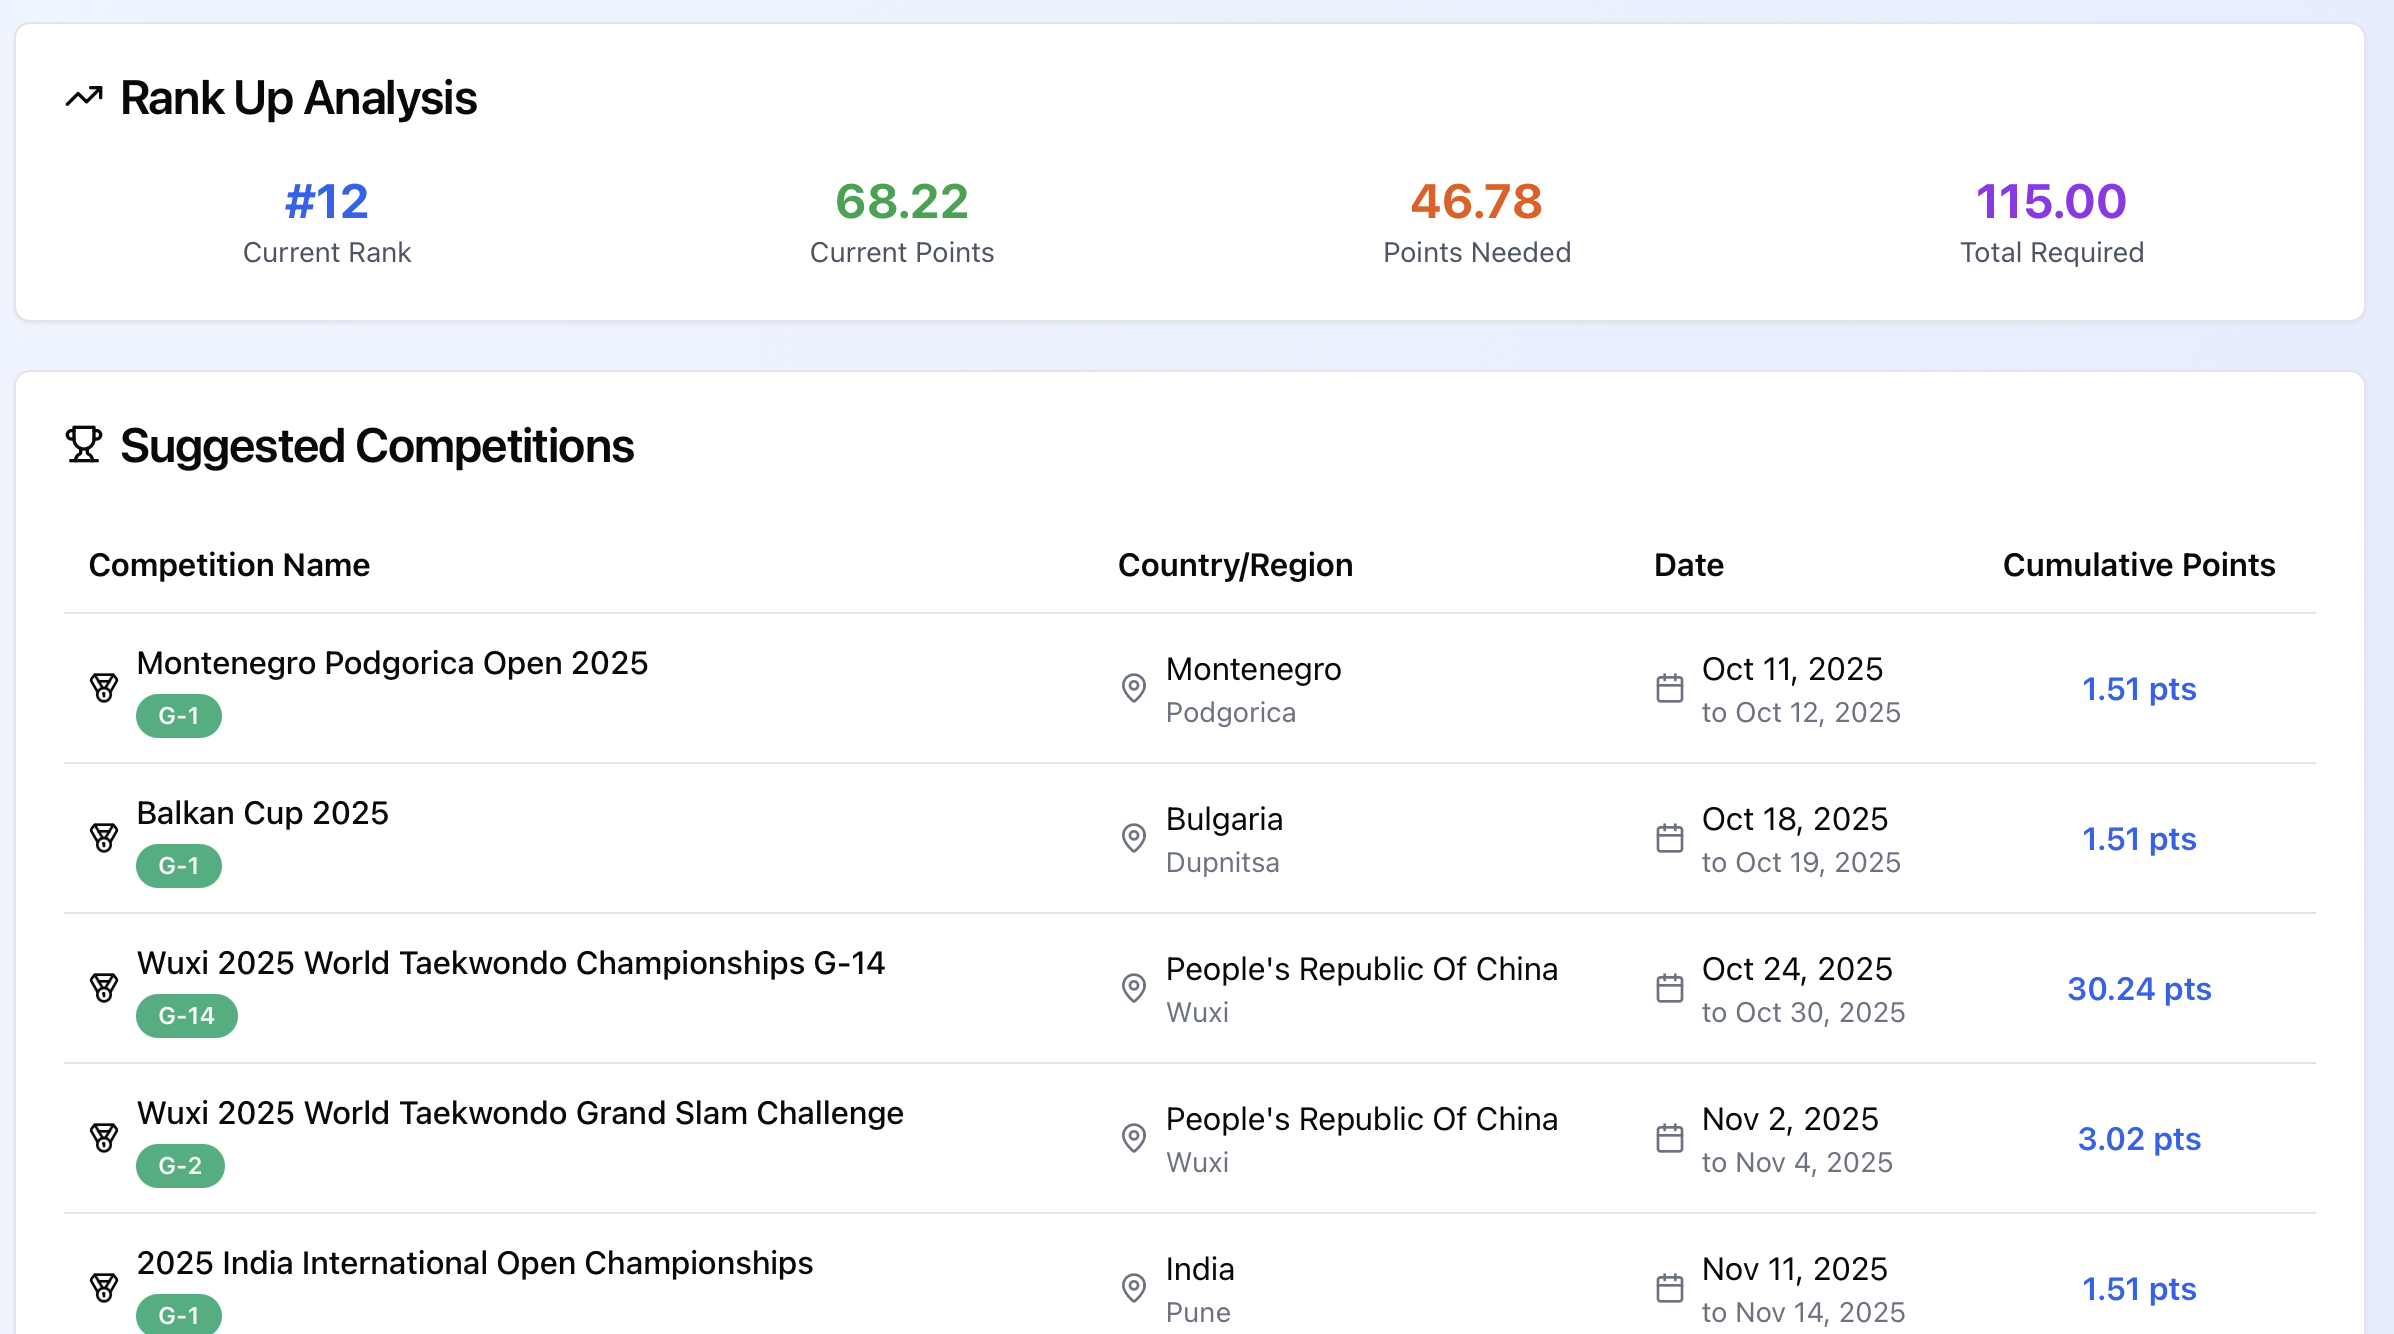 Rank Up Analysis
#12
Current Rank
68.22
Current Points
46.78
Points Needed
115.00
Total Required
Suggested Competitions
Competition Name Country/Region Date Cumulative Points
Montenegro Podgorica Open 2025
G-1
Montenegro
Podgorica
Oct 11, 2025
to Oct 12, 2025
1.51 pts
Balkan Cup 2025
G-1
Bulgaria
Dupnitsa
Oct 18, 2025
to Oct 19, 2025
1.51 pts
Wuxi 2025 World Taekwondo Championships G-14
G-14
People's Republic Of China
Wuxi
Oct 24, 2025
to Oct 30, 2025
30.24 pts
Wuxi 2025 World Taekwondo Grand Slam Challenge
G-2
People's Republic Of China
Wuxi
Nov 2, 2025
to Nov 4, 2025
3.02 pts
2025 India International Open Championships
G-1
India
Pune
Nov 11, 2025
to Nov 14, 2025
1.51 pts